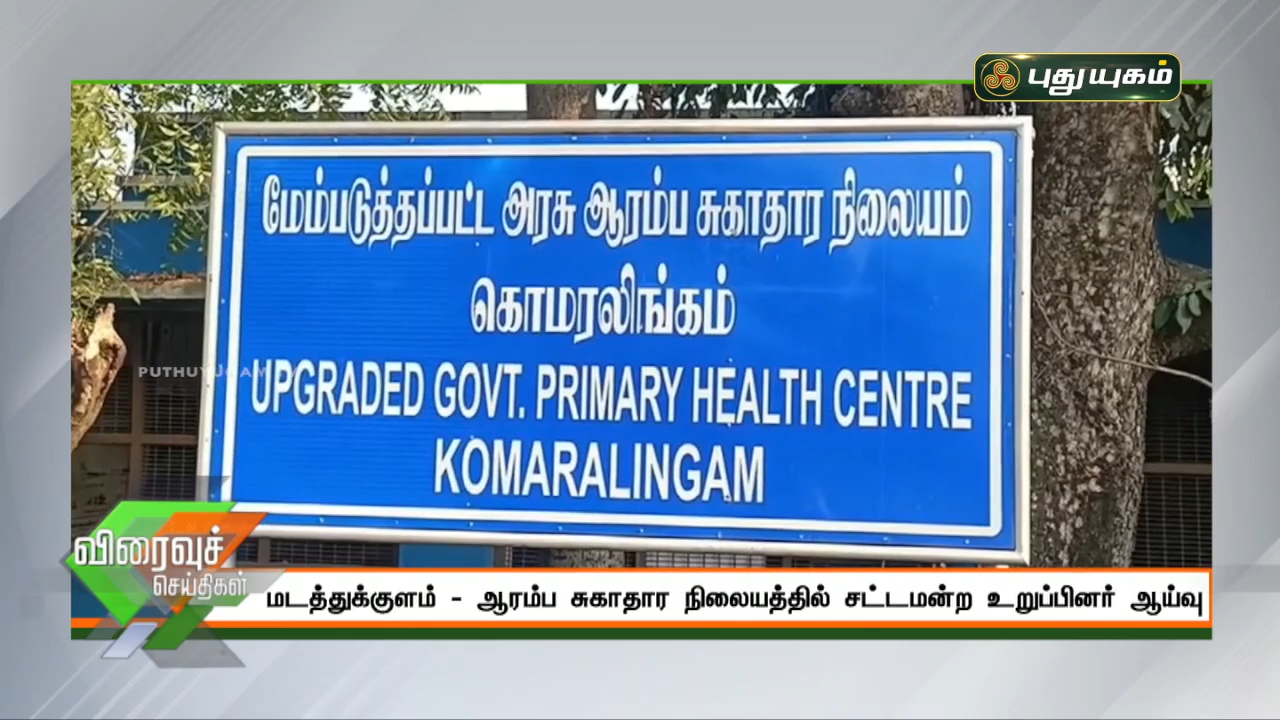 புதுயுகம்
மேம்படுத்தப்பட்ட அரசு ஆரம்ப சுகாதார நிலையம்
கொமரலிங்கம்
PUTHUYUGAM
UPGRADED GOVT. PRIMARY HEALTH CENTRE
KOMARALINGAM
விரைவுச்
செய்திகள்
மடத்துக்குளம் - ஆரம்ப சுகாதார நிலையத்தில் சட்டமன்ற உறுப்பினர் ஆய்வு